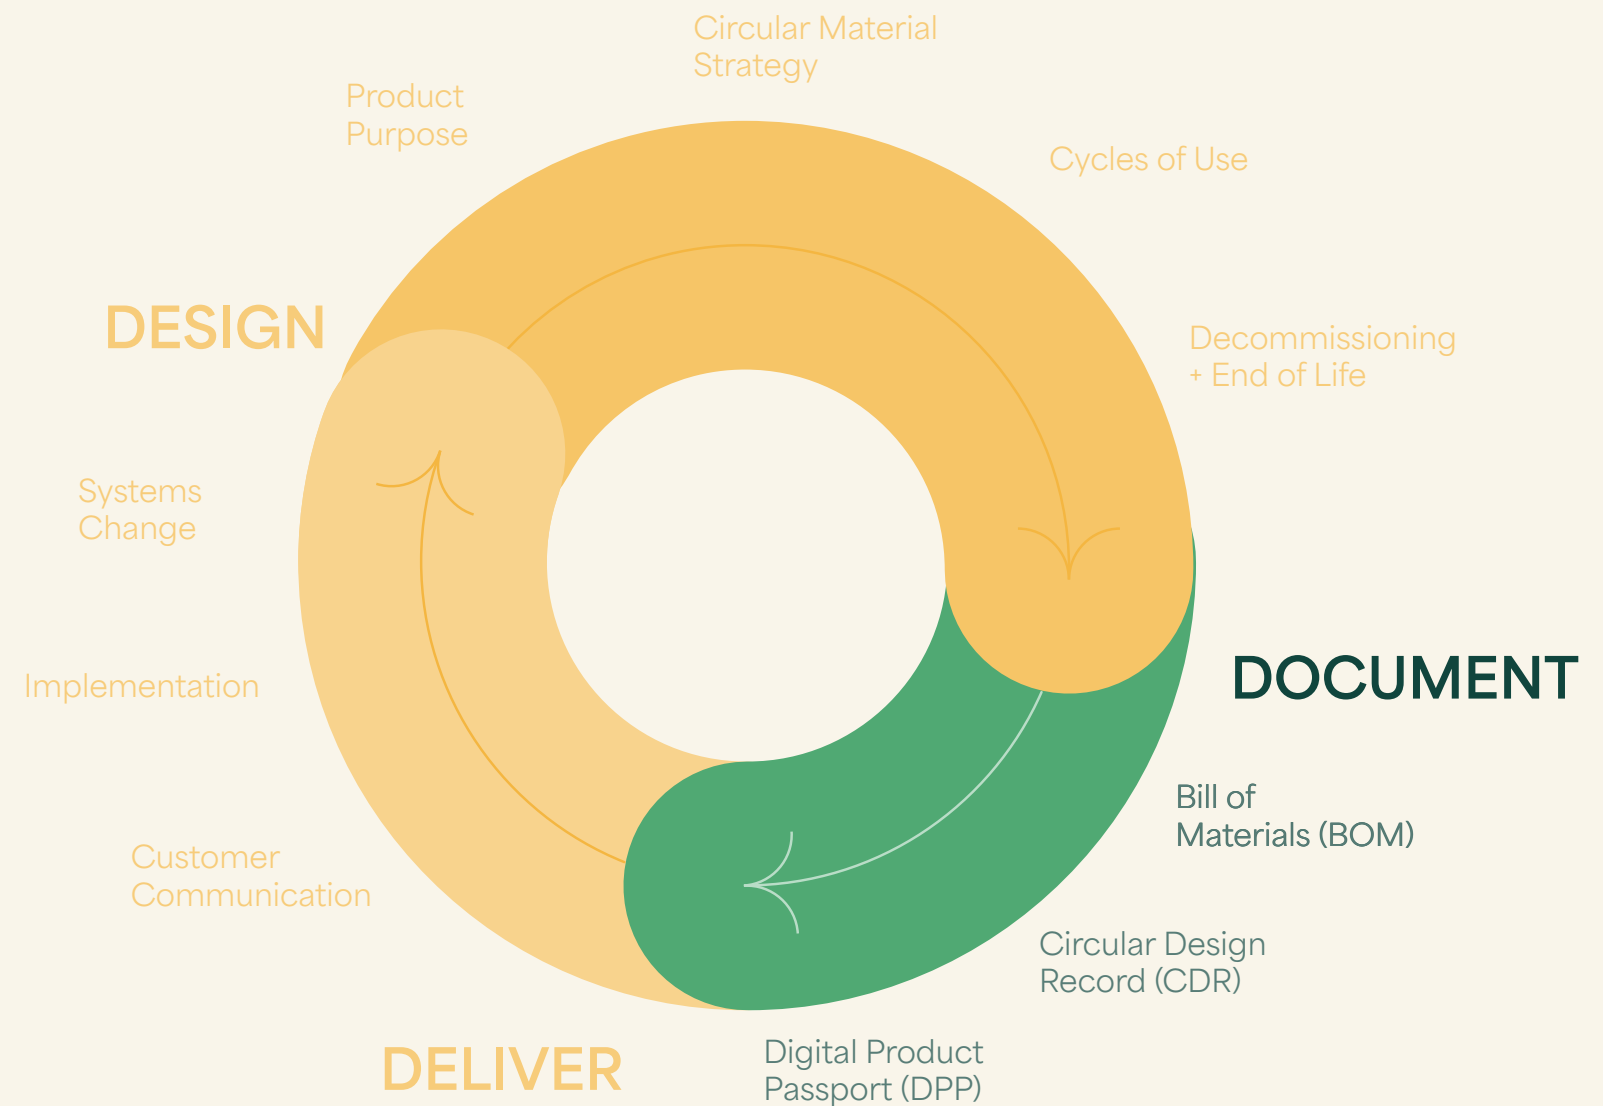 Circular Material
Strategy
Product
Purpose
Cycles of Use
DESIGN
Decommissioning
+ End of Life
Systems
Change
DOCUMENT
Implementation
Bill of
Materials (BOM)
Customer
Communication
Circular Design
Record (CDR)
DELIVER
Digital Product
Passport (DPP)